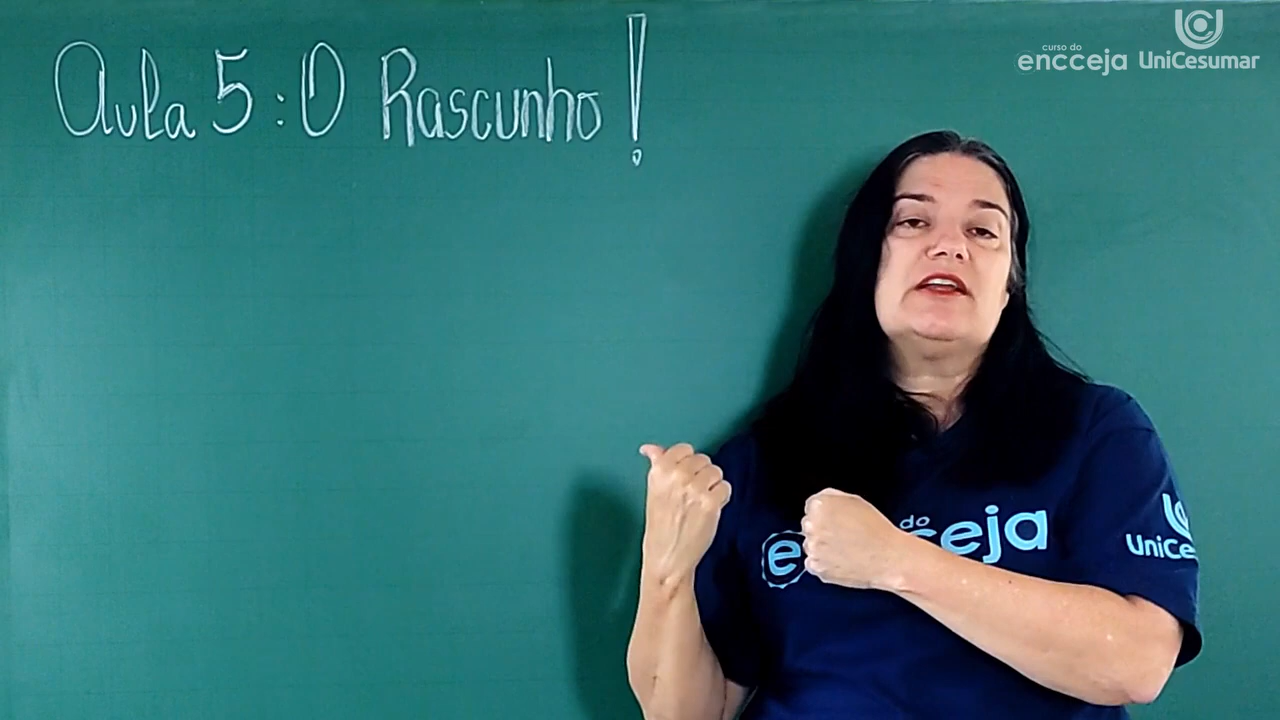 Aula 5: O Rascunho!
curso do
encceja UniCesumar
do
e ceja
UniCe